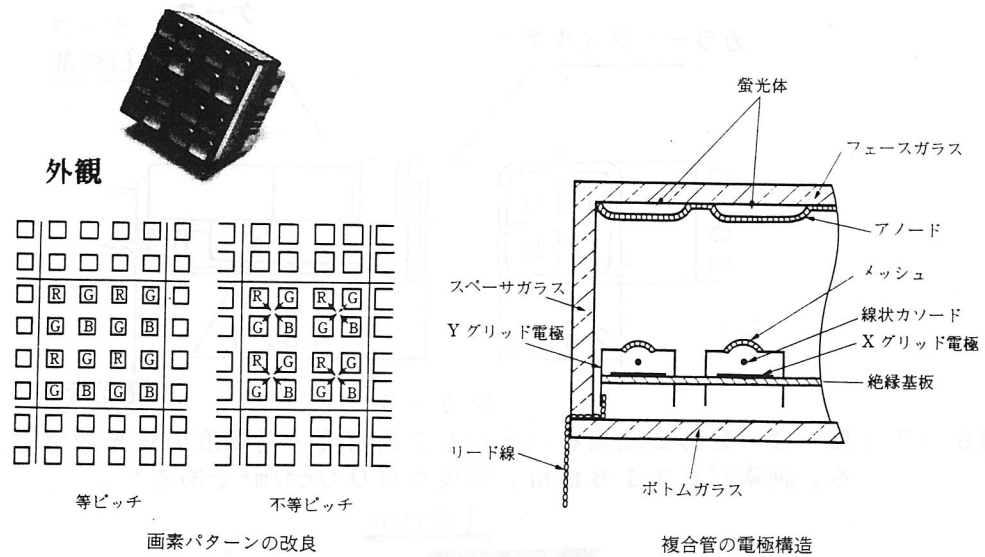 外観
R G R G
G B G B
R G R G
G B G B
等ピッチ
R G R G
G B G B
R G R G
G B G B
不等ピッチ
画素パターンの改良
螢光体
フェースガラス
アノード
メッシュ
スペーサガラス
線状カソード
Yグリッド電極
Xグリッド電極
絶縁基板
リード線
ボトムガラス
複合管の電極構造